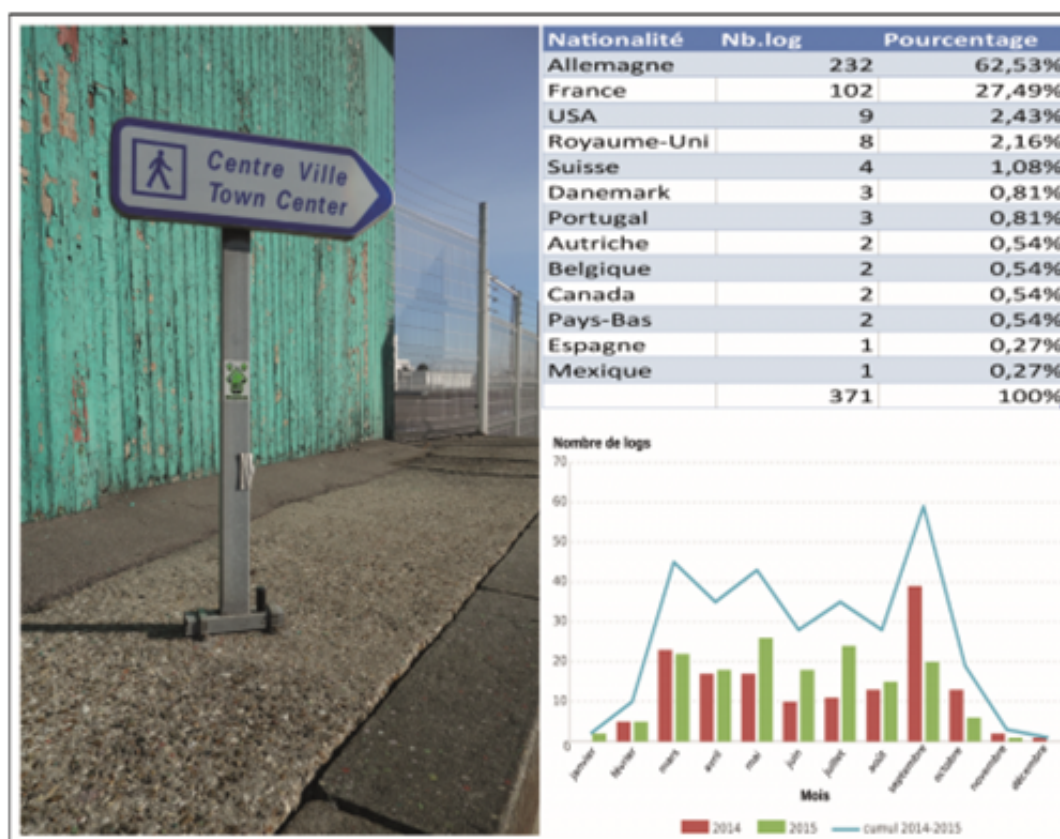 Centre Ville
Town Center
Nationalité Nb.log Pourcentage
Allemagne 232 62,53%
France 102 27,49%
USA 9 2,43%
Royaume-Uni 8 2,16%
Suisse 4 1,08%
Danemark 3 0,81%
Portugal 3 0,81%
Autriche 2 0,54%
Belgique 2 0,54%
Canada 2 0,54%
Pays-Bas 2 0,54%
Espagne 1 0,27%
Mexique 1 0,27%
371 100%
Nombre de logs
70
60
50
40
30
20
10
0
janvier février mars avril mai juin juillet août septembre octobre novembre décembre
Mois
2014 2015 cumul 2014-2015